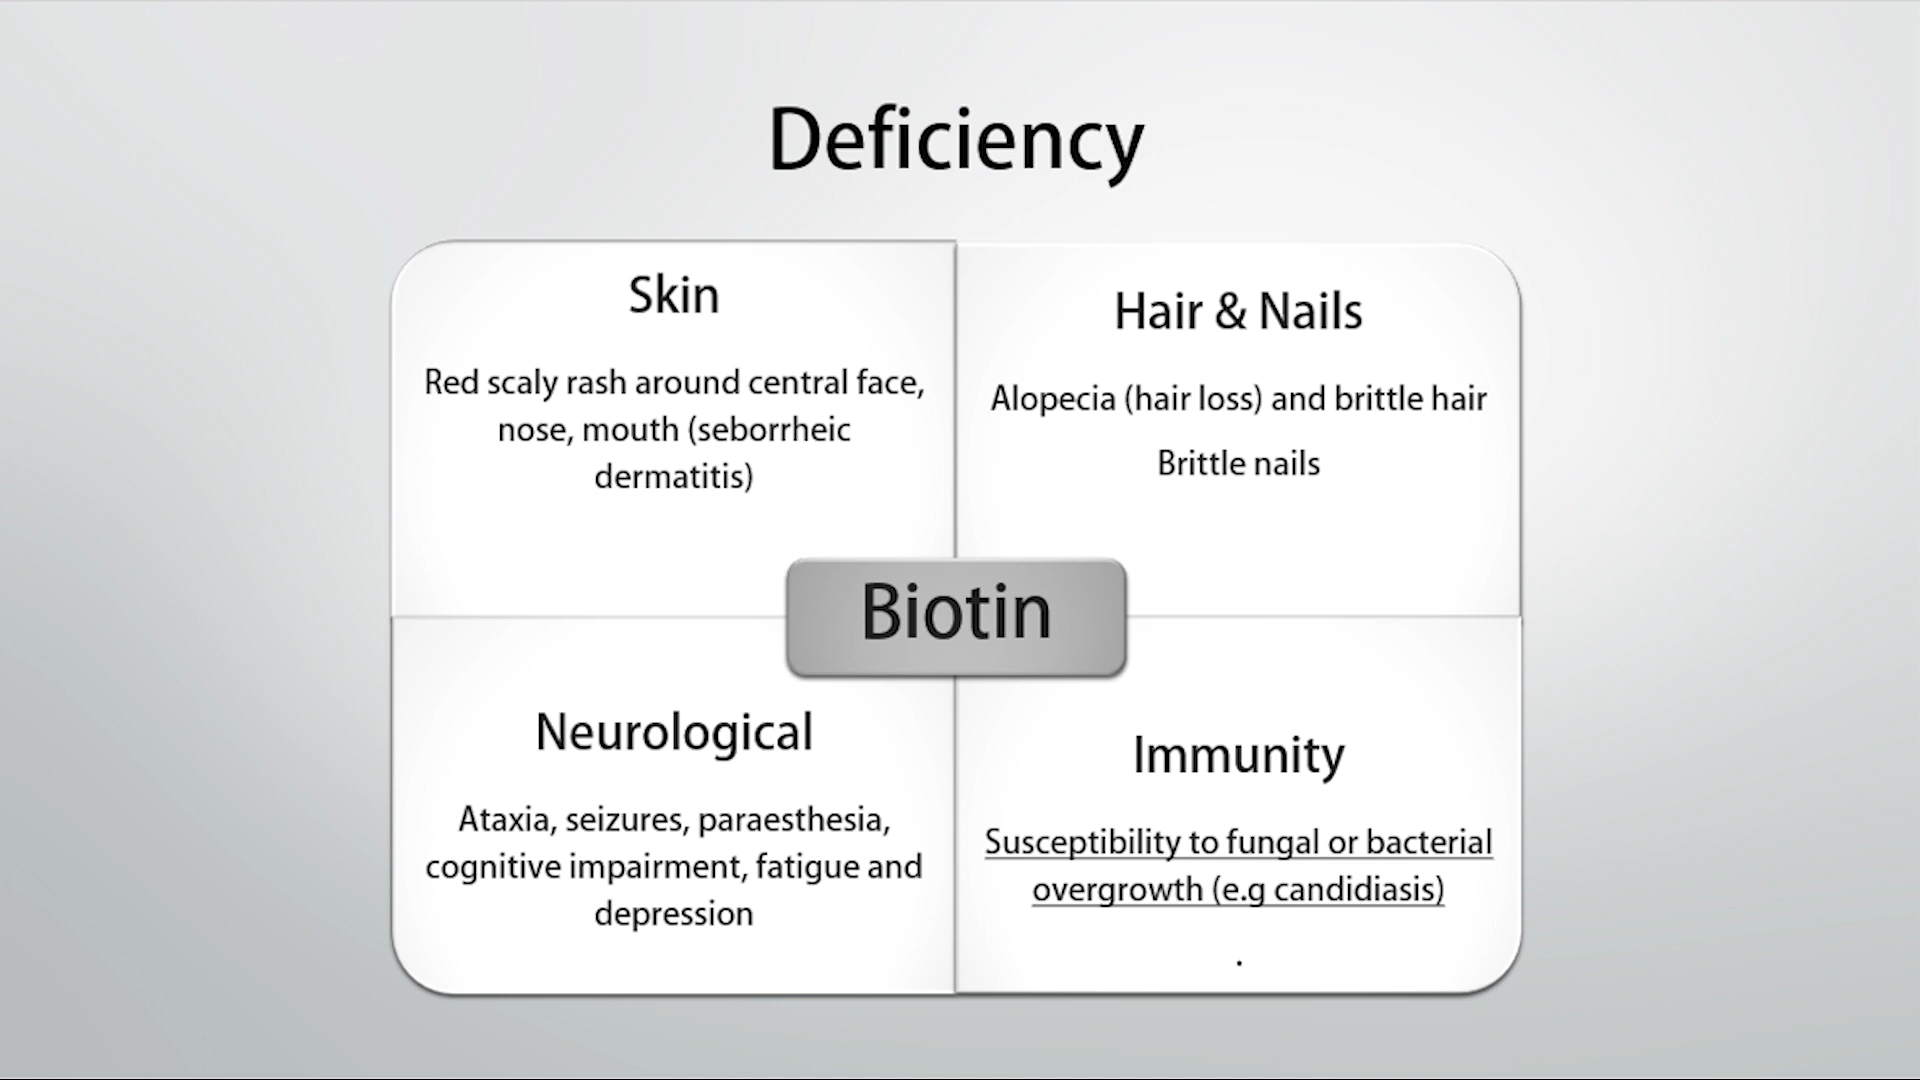 Deficiency
Skin
Red scaly rash around central face,
nose, mouth (seborrheic
dermatitis)
Hair & Nails
Alopecia (hair loss) and brittle hair
Brittle nails
Biotin
Neurological
Ataxia, seizures, paraesthesia,
cognitive impairment, fatigue and
depression
Immunity
Susceptibility to fungal or bacterial
overgrowth (e.g candidiasis)
.